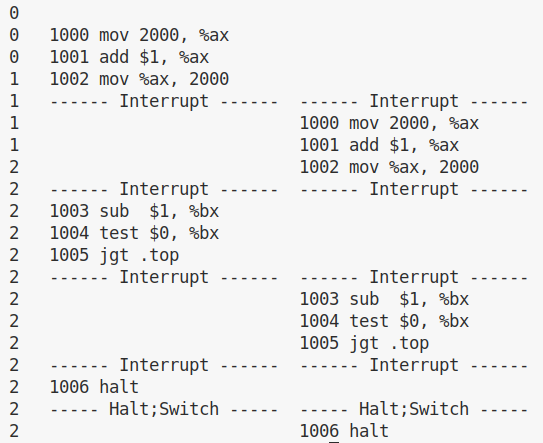 0
0   1000 mov 2000, %ax
0   1001 add $1, %ax
1   1002 mov %ax, 2000
1   ------ Interrupt ------  ------ Interrupt ------
1                            1000 mov 2000, %ax
1                            1001 add $1, %ax
2                            1002 mov %ax, 2000
2   ------ Interrupt ------  ------ Interrupt ------
2   1003 sub  $1, %bx
2   1004 test $0, %bx
2   1005 jgt .top
2   ------ Interrupt ------  ------ Interrupt ------
2                            1003 sub  $1, %bx
2                            1004 test $0, %bx
2                            1005 jgt .top
2   ------ Interrupt ------  ------ Interrupt ------
2   1006 halt
2   ----- Halt;Switch -----  ----- Halt;Switch -----
2                            1006 halt